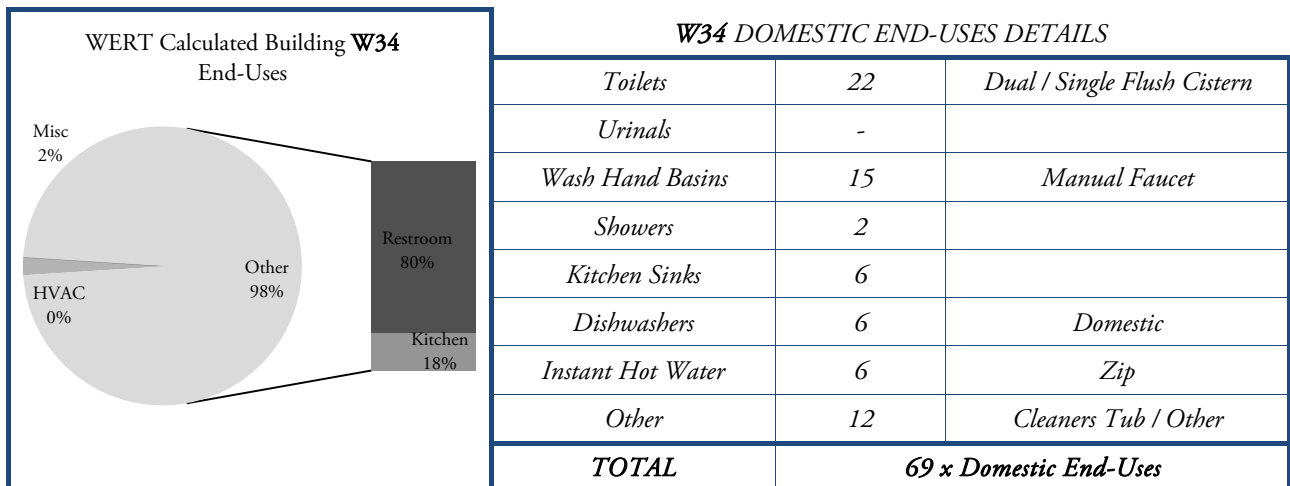 WERT Calculated Building W34
End-Uses
Misc
2%
Other
98%
HVAC
0%
Restroom
80%
Kitchen
18%
W34 DOMESTIC END-USES DETAILS
Toilets 22 Dual / Single Flush Cistern
Urinals -
Wash Hand Basins 15 Manual Faucet
Showers 2
Kitchen Sinks 6
Dishwashers 6 Domestic
Instant Hot Water 6 Zip
Other 12 Cleaners Tub / Other
TOTAL 69 x Domestic End-Uses